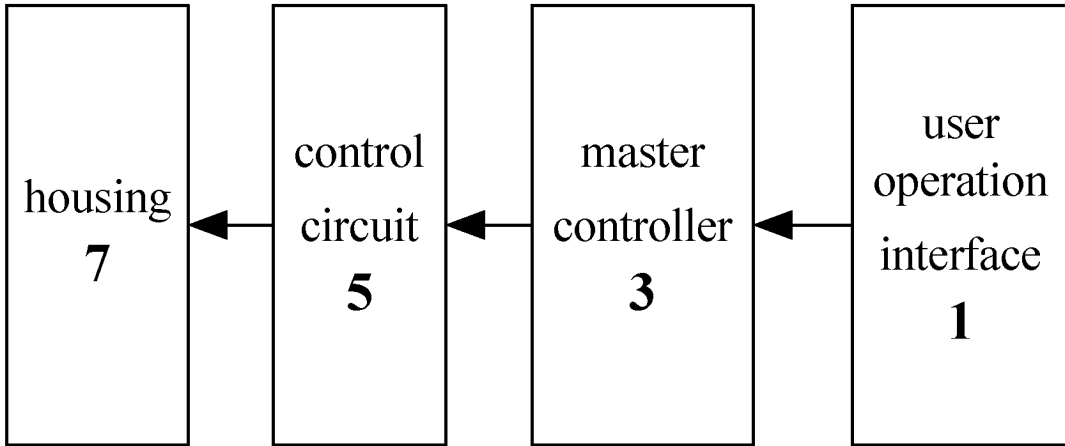 housing
7
control
circuit
5
master
controller
3
user
operation
interface
1